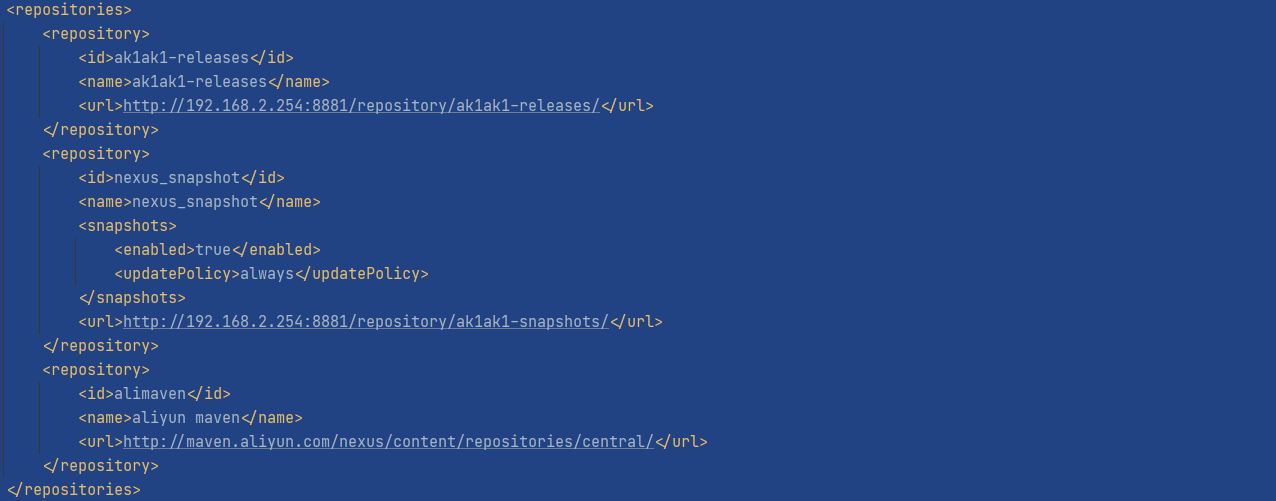 <repositories>
<repository>
<id>ak1ak1-releases</id>
<name>ak1ak1-releases</name>
<url>http://192.168.2.254:8881/repository/ak1ak1-releases/</url>
</repository>
<repository>
<id>nexus_snapshot</id>
<name>nexus_snapshot</name>
<snapshots>
<enabled>true</enabled>
<updatePolicy>always</updatePolicy>
</snapshots>
<url>http://192.168.2.254:8881/repository/ak1ak1-snapshots/</url>
</repository>
<repository>
<id>alimaven</id>
<name>aliyun maven</name>
<url>http://maven.aliyun.com/nexus/content/repositories/central/</url>
</repository>
</repositories>